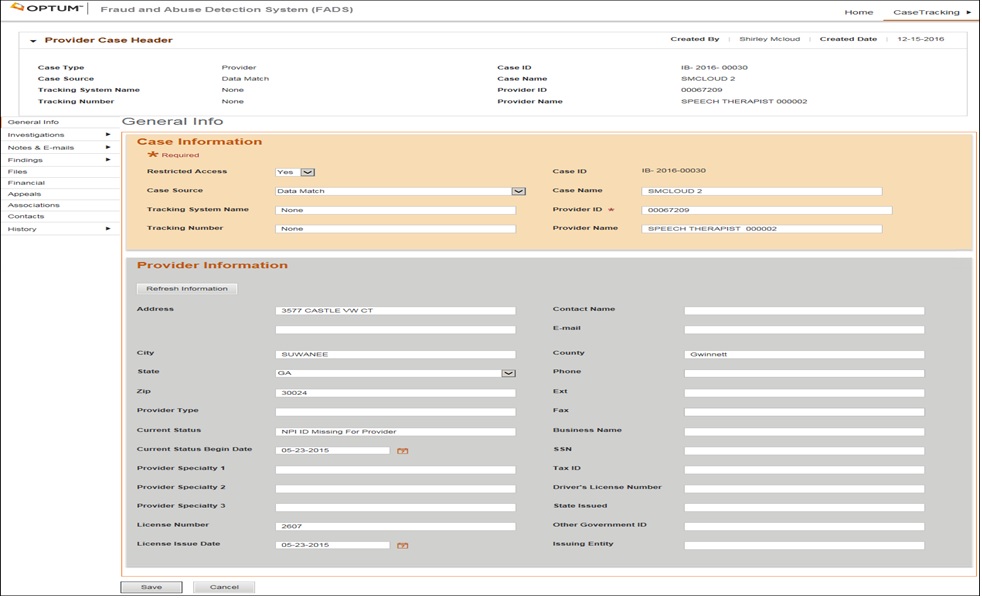 OPTUM™ Fraud and Abuse Detection System (FADS) Home CaseTracking ►
Provider Case Header Created By Shirley Mcloud Created Date 12-15-2016
Case Type Provider Case ID IB- 2016- 00030
Case Source Data Match Case Name SMCLOUD 2
Tracking System Name None Provider ID 00067209
Tracking Number None Provider Name SPEECH THERAPIST 000002
General Info
Investigations ►
Notes & E-mails ►
Findings ►
Files
Financial
Appeals
Associations
Contacts
History ►
General Info
Case Information
* Required
Restricted Access Yes Case ID IB- 2016-00030
Case Source Data Match Case Name SMCLOUD 2
Tracking System Name None Provider ID * 00067209
Tracking Number None Provider Name SPEECH THERAPIST 000002
Provider Information
Refresh Information
Address 3577 CASTLE VW CT Contact Name
E-mail
City SUWANEE County Gwinnett
State GA Phone
Zip 30024 Ext
Provider Type Fax
Current Status NPI ID Missing For Provider Business Name
Current Status Begin Date 05-23-2015 SSN
Provider Specialty 1 Tax ID
Provider Specialty 2 Driver's License Number
Provider Specialty 3 State Issued
License Number 2607 Other Government ID
License Issue Date 05-23-2015 Issuing Entity
Save Cancel